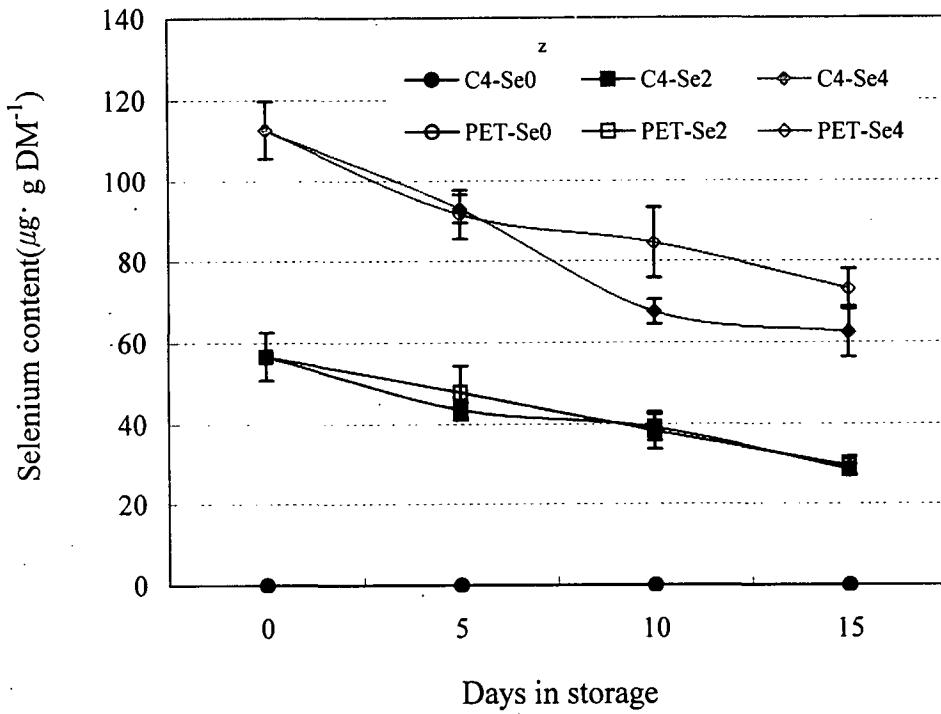 140
120
100
80
60
40
20
0
Selenium content(μg· g DM⁻¹)
z
C4-Se0 C4-Se2 C4-Se4
PET-Se0 PET-Se2 PET-Se4
0 5 10 15
Days in storage